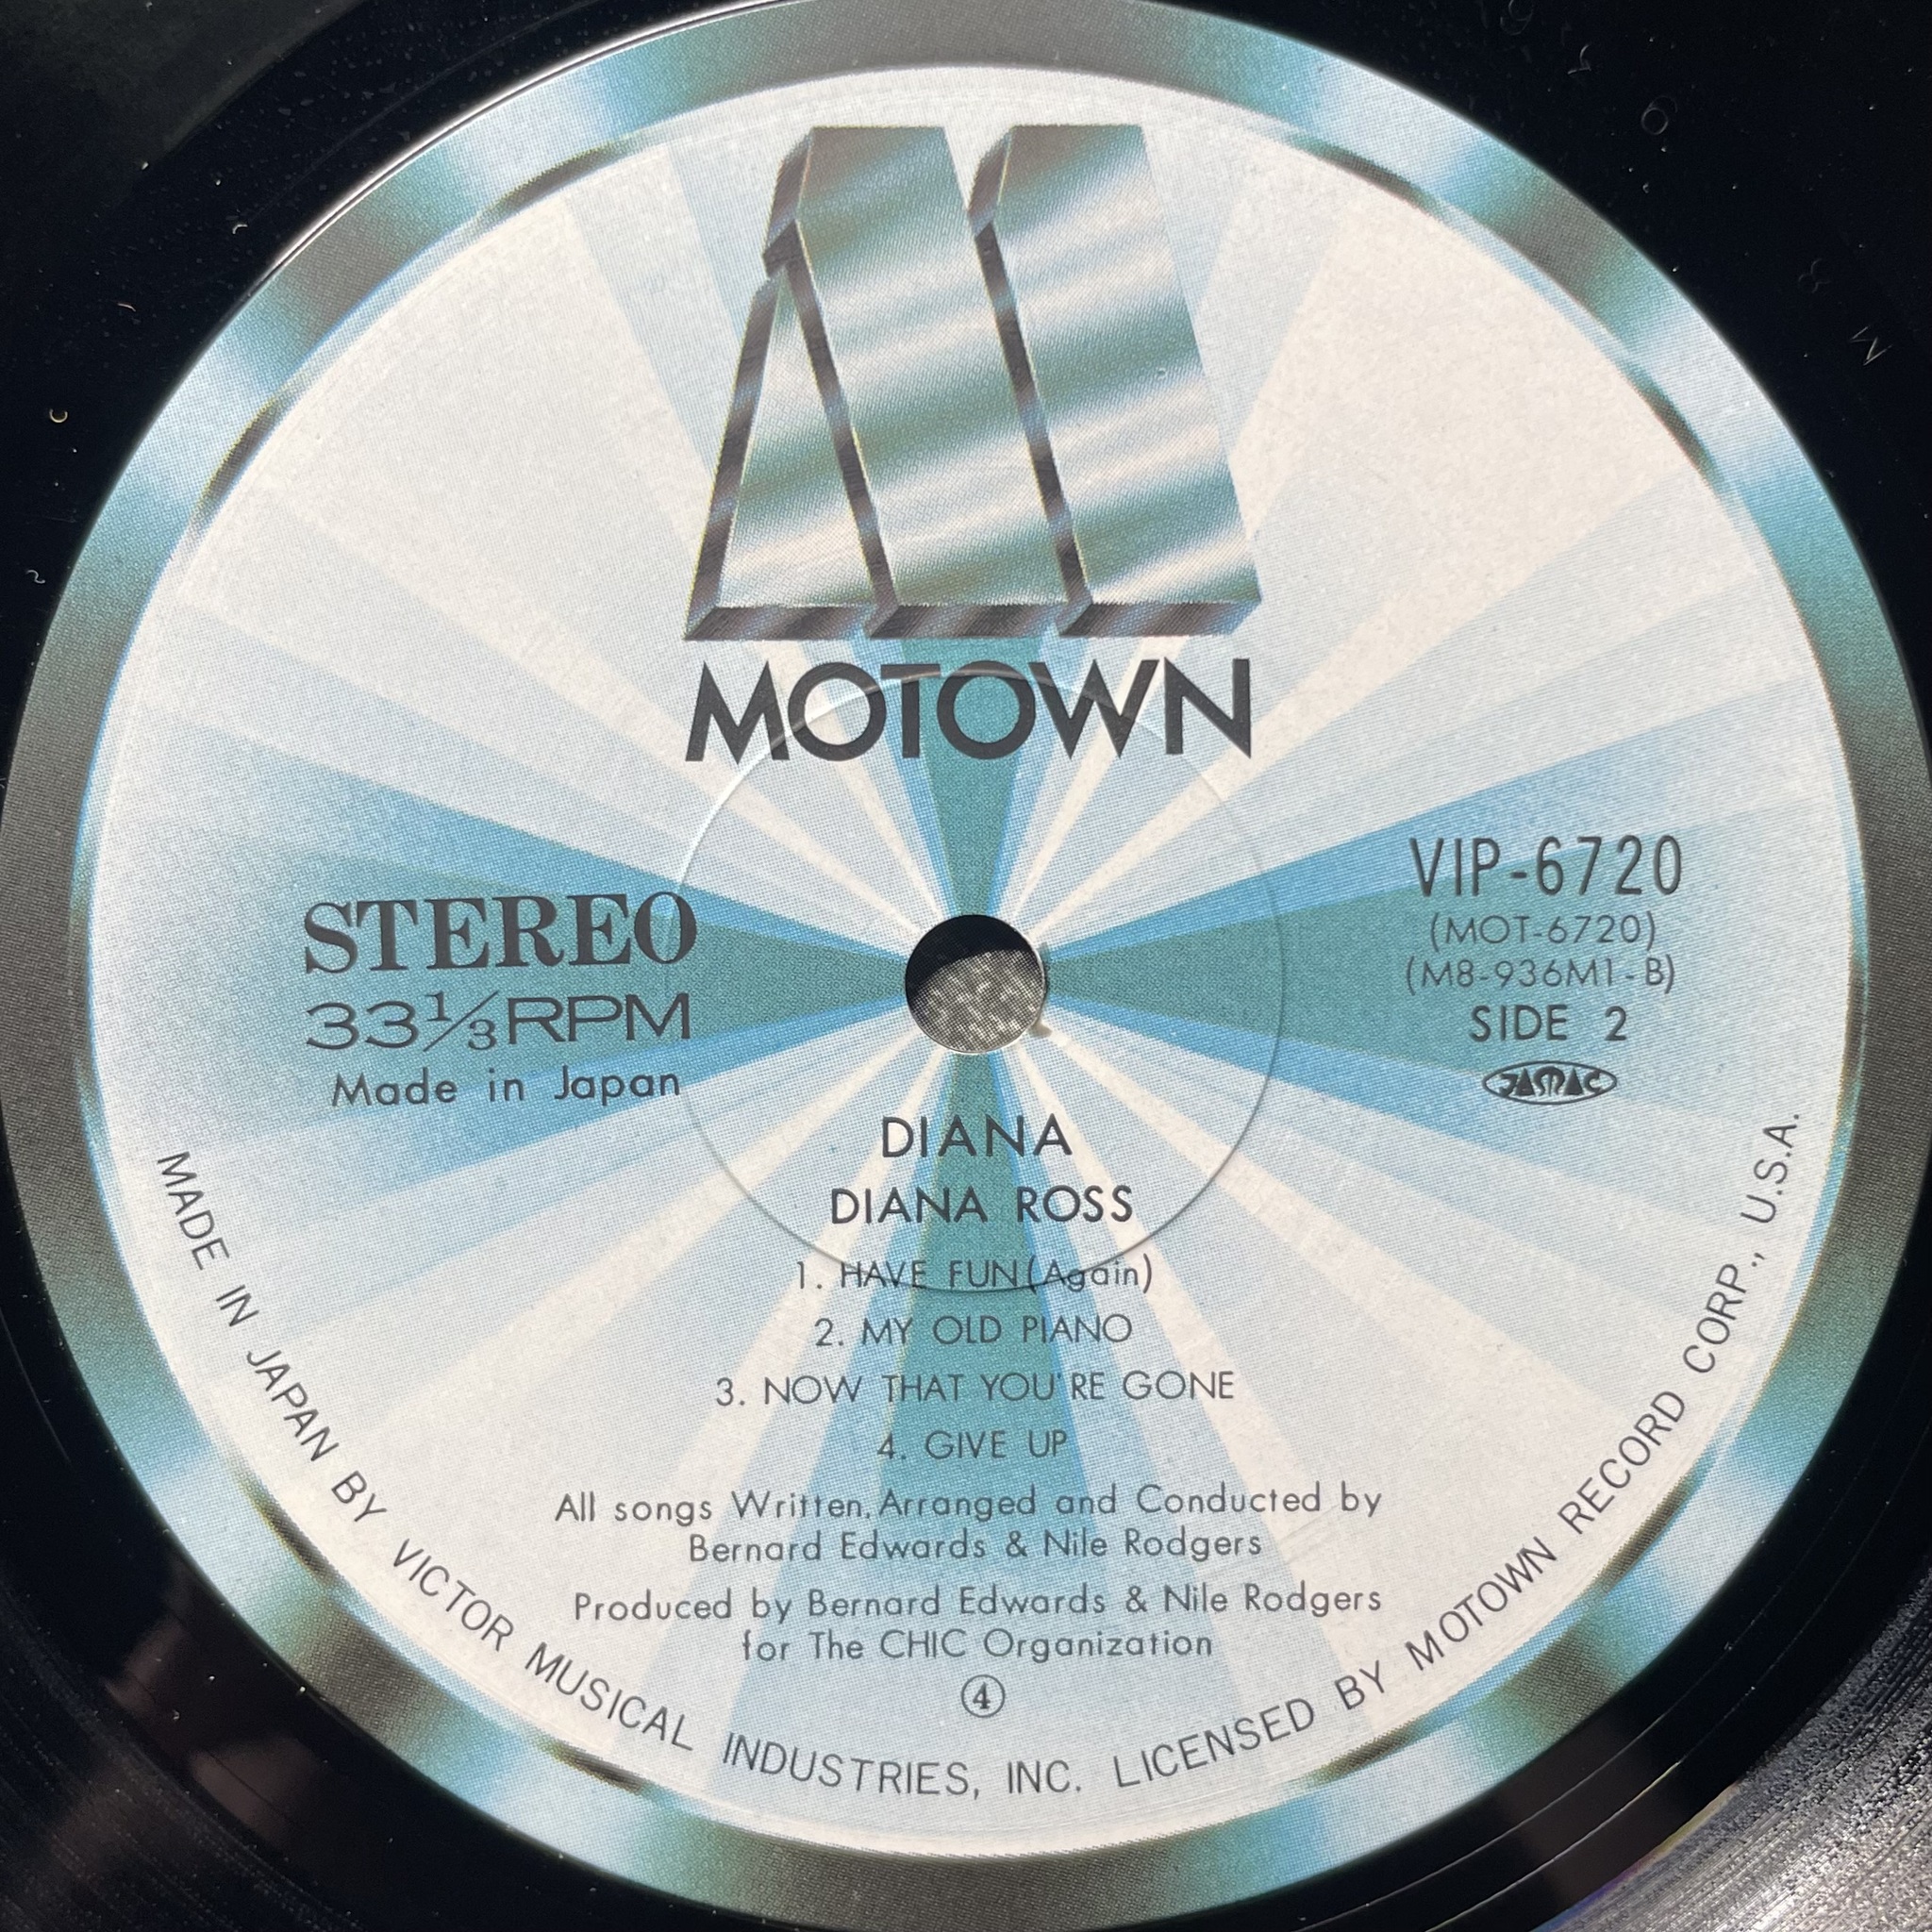 MOTOWN
STEREO
33⅓ RPM
Made in Japan
VIP-6720
(MOT-6720)
(M8-936M1-B)
SIDE 2
JASRAC
DIANA
DIANA ROSS
1. HAVE FUN (Again)
2. MY OLD PIANO
3. NOW THAT YOU'RE GONE
4. GIVE UP
All songs Written, Arranged and Conducted by
Bernard Edwards & Nile Rodgers
Produced by Bernard Edwards & Nile Rodgers
for The CHIC Organization
④
MADE IN JAPAN BY VICTOR MUSICAL INDUSTRIES, INC. LICENSED BY MOTOWN RECORD CORP., U.S.A.